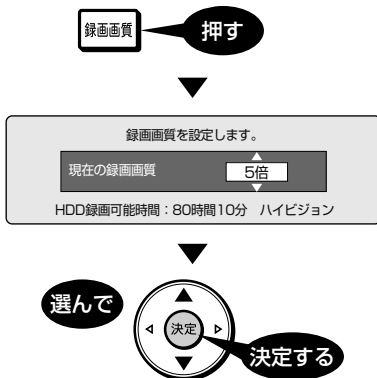 録画画質
押す
録画画質を設定します。
現在の録画画質
5倍
HDD録画可能時間：80時間10分　ハイビジョン
選んで
決定
決定する